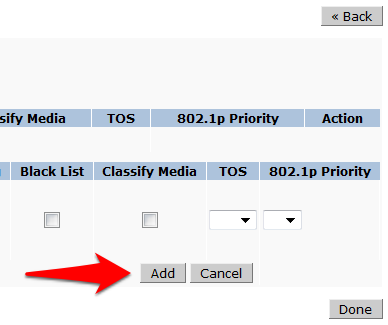 « Back
sify Media TOS 802.1p Priority Action
Black List Classify Media TOS 802.1p Priority
Add Cancel
Done